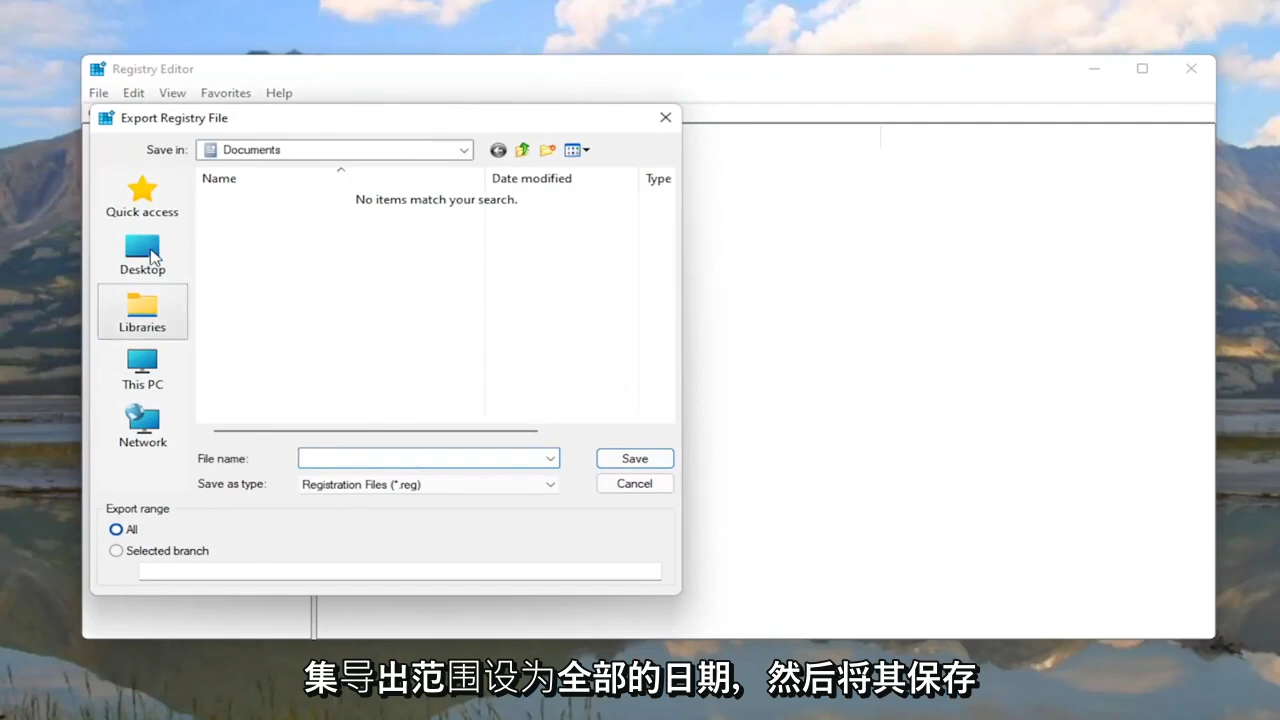 Registry Editor
File Edit View Favorites Help
Export Registry File
Save in: Documents
Name Date modified Type
No items match your search.
Quick access
Desktop
Libraries
This PC
Network
File name: Save
Save as type: Registration Files (*.reg) Cancel
Export range
All
Selected branch
集导出范围设为全部的日期，然后将其保存